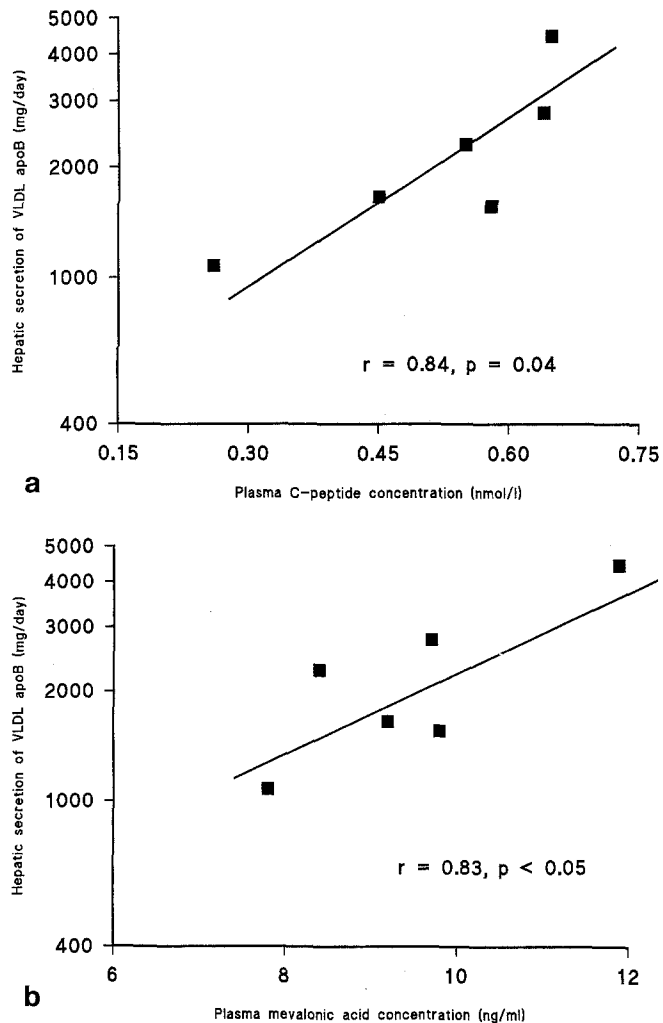 5000
4000
3000
2000
1000
400
Hepatic secretion of VLDL apoB (mg/day)
r = 0.84, p = 0.04
0.15 0.30 0.45 0.60 0.75
a
Plasma C-peptide concentration (nmol/l)
5000
4000
3000
2000
1000
400
Hepatic secretion of VLDL apoB (mg/day)
r = 0.83, p < 0.05
6 8 10 12
b
Plasma mevalonic acid concentration (ng/ml)